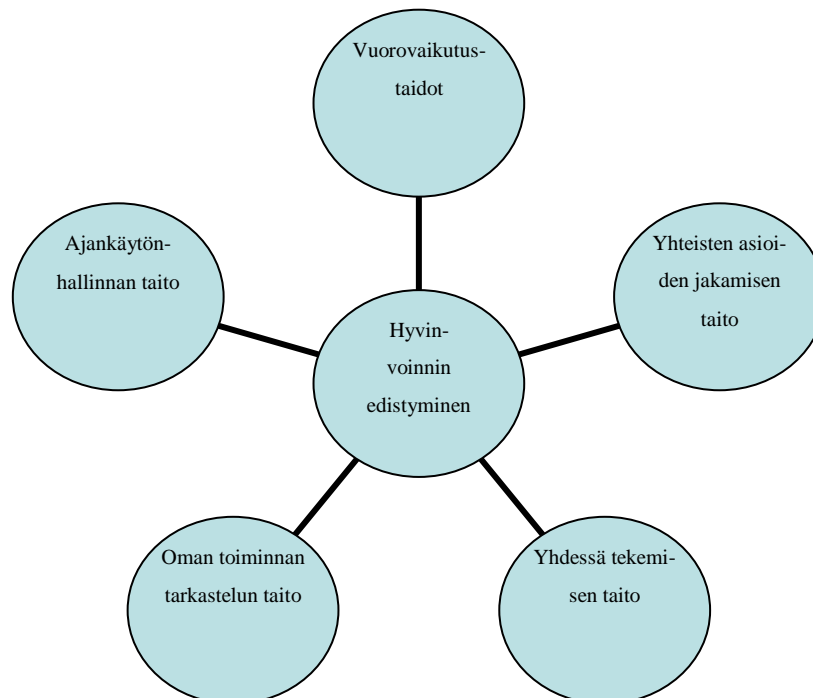 Vuorovaikutus-
taidot
Ajankäytön-
hallinnan taito
Yhteisten asioi-
den jakamisen
taito
Hyvin-
voinnin
edistyminen
Oman toiminnan
tarkastelun taito
Yhdessä tekemi-
sen taito